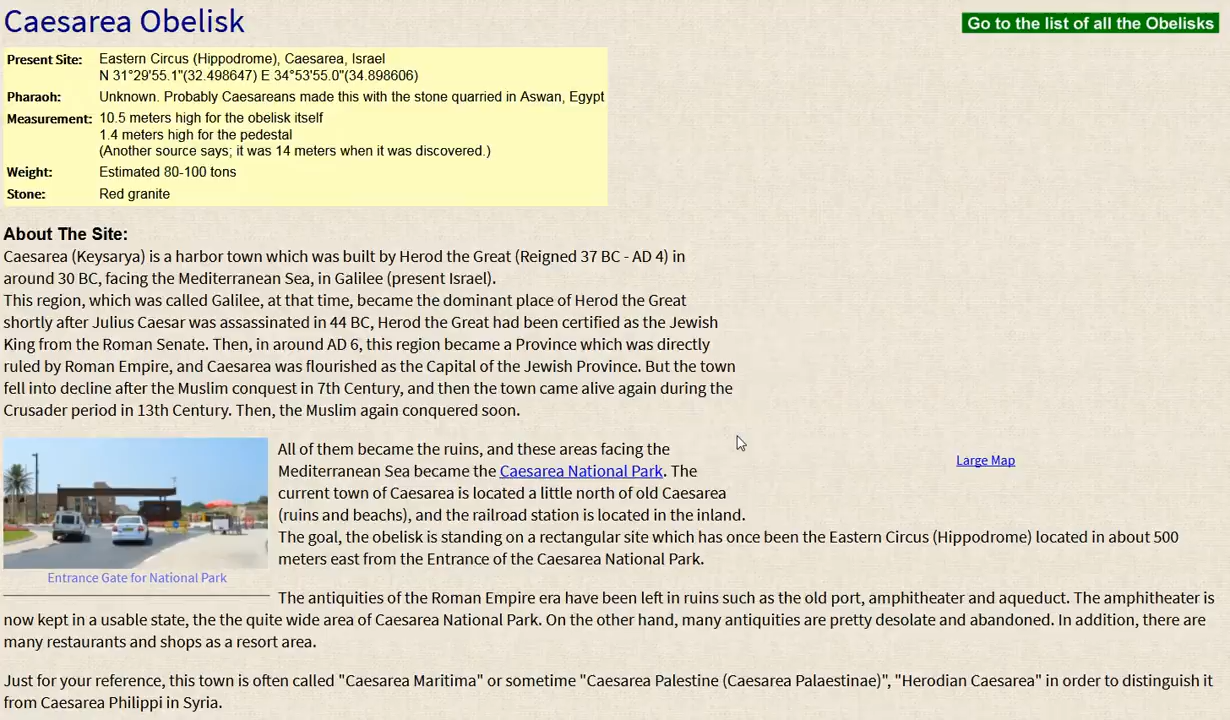 Caesarea Obelisk
Go to the list of all the Obelisks
Present Site: Eastern Circus (Hippodrome), Caesarea, Israel
N 31°29'55.1"(32.498647) E 34°53'55.0"(34.898606)
Pharaoh: Unknown. Probably Caesareans made this with the stone quarried in Aswan, Egypt
Measurement: 10.5 meters high for the obelisk itself
1.4 meters high for the pedestal
(Another source says; it was 14 meters when it was discovered.)
Weight: Estimated 80-100 tons
Stone: Red granite
About The Site:
Caesarea (Keysarya) is a harbor town which was built by Herod the Great (Reigned 37 BC - AD 4) in
around 30 BC, facing the Mediterranean Sea, in Galilee (present Israel).
This region, which was called Galilee, at that time, became the dominant place of Herod the Great
shortly after Julius Caesar was assassinated in 44 BC, Herod the Great had been certified as the Jewish
King from the Roman Senate. Then, in around AD 6, this region became a Province which was directly
ruled by Roman Empire, and Caesarea was flourished as the Capital of the Jewish Province. But the town
fell into decline after the Muslim conquest in 7th Century, and then the town came alive again during the
Crusader period in 13th Century. Then, the Muslim again conquered soon.
All of them became the ruins, and these areas facing the
Mediterranean Sea became the Caesarea National Park. The
current town of Caesarea is located a little north of old Caesarea
(ruins and beachs), and the railroad station is located in the inland.
The goal, the obelisk is standing on a rectangular site which has once been the Eastern Circus (Hippodrome) located in about 500
meters east from the Entrance of the Caesarea National Park.
Large Map
Entrance Gate for National Park
The antiquities of the Roman Empire era have been left in ruins such as the old port, amphitheater and aqueduct. The amphitheater is
now kept in a usable state, the the quite wide area of Caesarea National Park. On the other hand, many antiquities are pretty desolate and abandoned. In addition, there are
many restaurants and shops as a resort area.
Just for your reference, this town is often called "Caesarea Maritima" or sometime "Caesarea Palestine (Caesarea Palaestinae)", "Herodian Caesarea" in order to distinguish it
from Caesarea Philippi in Syria.